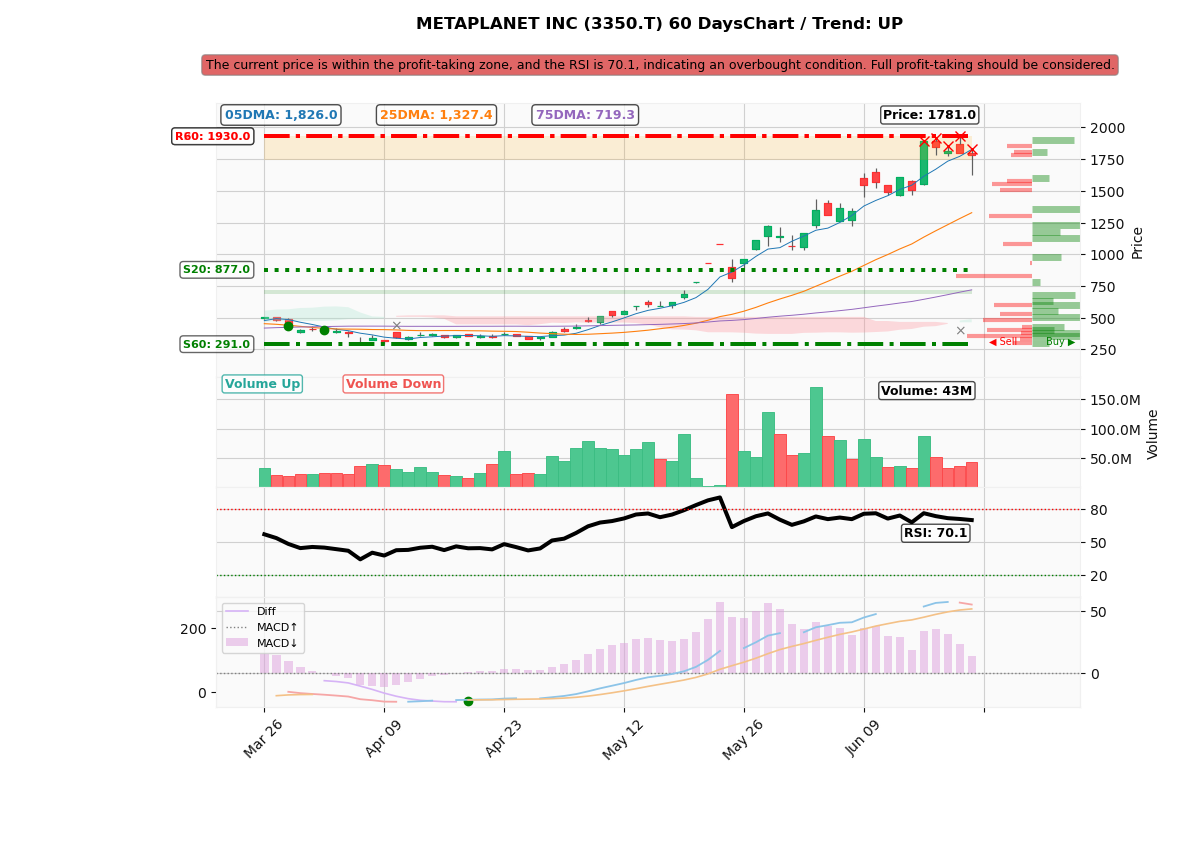 METAPLANET INC (3350.T) 60 DaysChart / Trend: UP
The current price is within the profit-taking zone, and the RSI is 70.1, indicating an overbought condition. Full profit-taking should be considered.
05DMA: 1,826.0
25DMA: 1,327.4
75DMA: 719.3
Price: 1781.0
R60: 1930.0
S20: 877.0
S60: 291.0
2000
1750
1500
1250
1000
750
500
250
Price
◀ Sell
Buy ▶
Volume Up
Volume Down
Volume: 43M
150.0M
100.0M
50.0M
Volume
80
50
20
RSI: 70.1
Diff
MACD↑
MACD↓
200
0
50
0
Mar 26
Apr 09
Apr 23
May 12
May 26
Jun 09